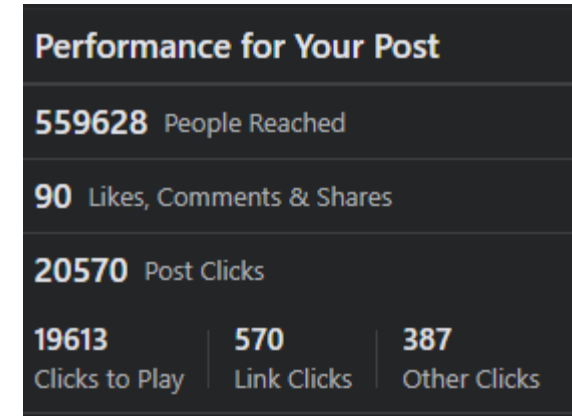 Performance for Your Post
559628 People Reached
90 Likes, Comments & Shares
20570 Post Clicks
19613 570 387
Clicks to Play Link Clicks Other Clicks